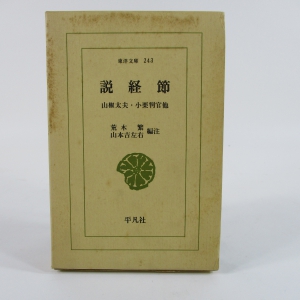 東洋文庫 243
説経節
山椒太夫・小栗判官他
荒木繁
山本吉左右
編注
平凡社